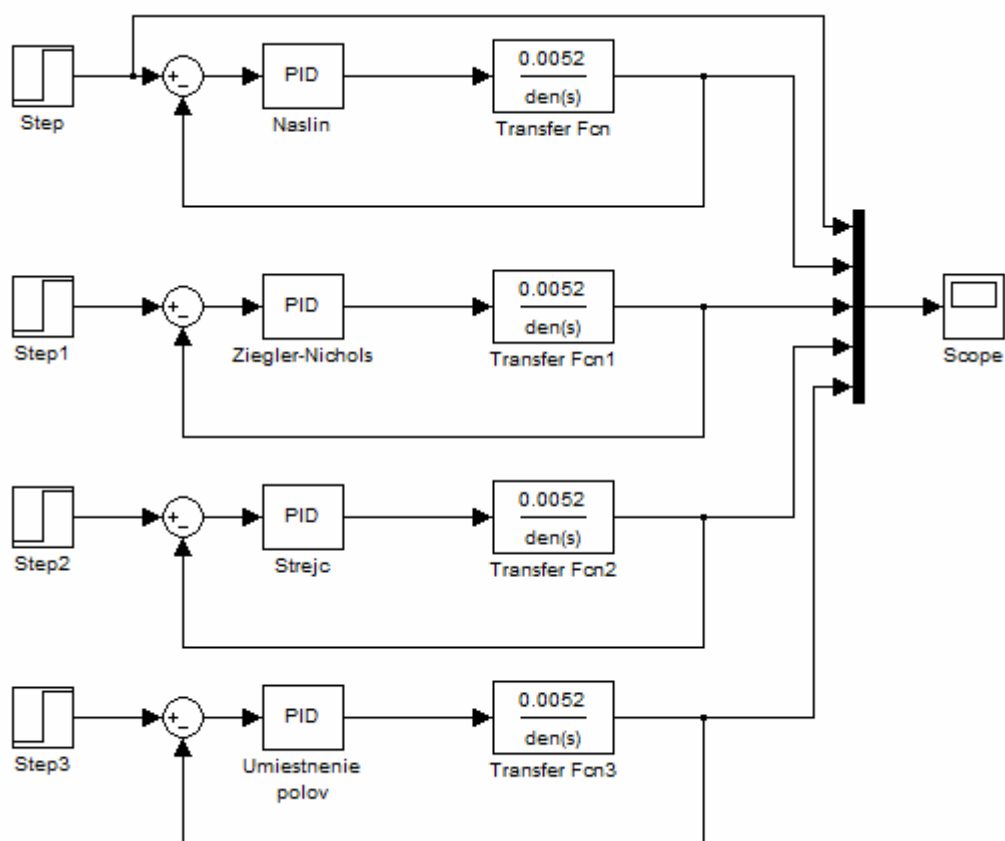 PID
0.0052
den(s)
Step
Naslin
Transfer Fcn
PID
0.0052
den(s)
Step1
Ziegler-Nichols
Transfer Fcn1
Scope
PID
0.0052
den(s)
Step2
Strejc
Transfer Fcn2
PID
0.0052
den(s)
Step3
Umiestnenie
polov
Transfer Fcn3